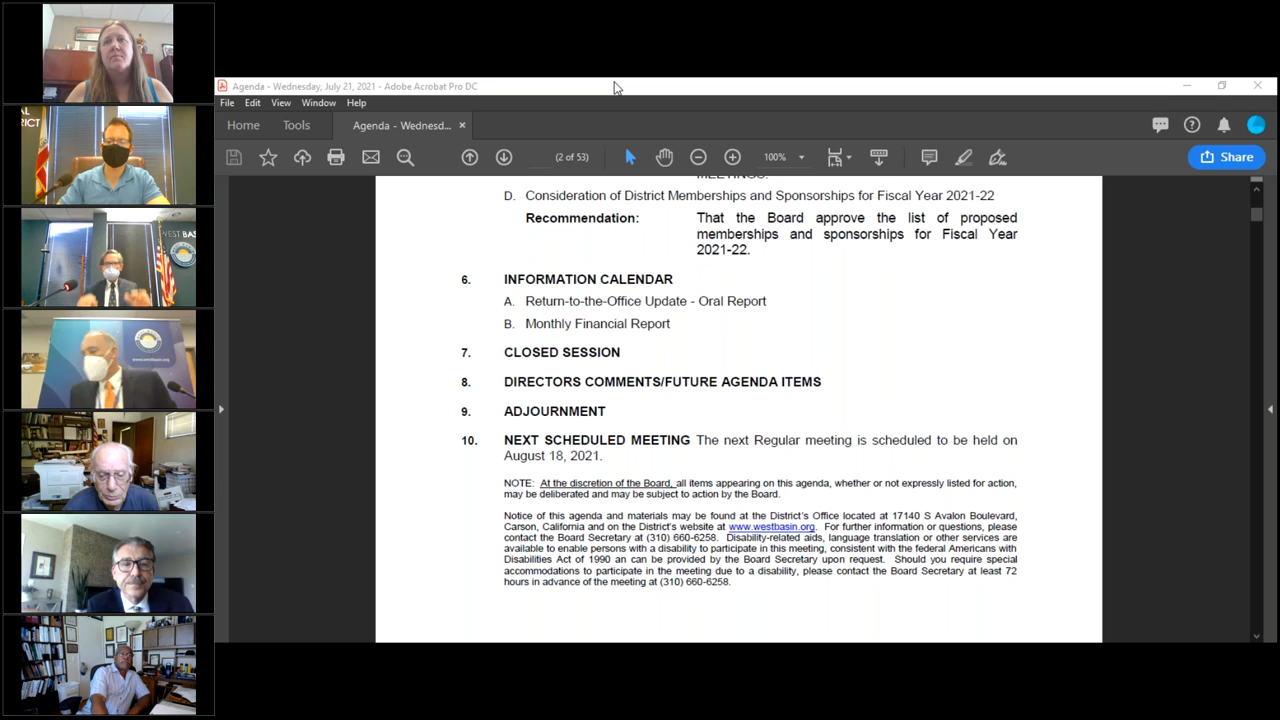 AL
RICT
WEST BAS
www.westbasin.org
Agenda - Wednesday, July 21, 2021 - Adobe Acrobat Pro DC
File Edit View Window Help
Home Tools Agenda - Wednesd... ×
(2 of 53) 100% Share
MEETINGS.
D. Consideration of District Memberships and Sponsorships for Fiscal Year 2021-22
Recommendation: That the Board approve the list of proposed
memberships and sponsorships for Fiscal Year
2021-22.
6. INFORMATION CALENDAR
A. Return-to-the-Office Update - Oral Report
B. Monthly Financial Report
7. CLOSED SESSION
8. DIRECTORS COMMENTS/FUTURE AGENDA ITEMS
9. ADJOURNMENT
10. NEXT SCHEDULED MEETING The next Regular meeting is scheduled to be held on
August 18, 2021.
NOTE: At the discretion of the Board, all items appearing on this agenda, whether or not expressly listed for action,
may be deliberated and may be subject to action by the Board.
Notice of this agenda and materials may be found at the District's Office located at 17140 S Avalon Boulevard,
Carson, California and on the District's website at www.westbasin.org. For further information or questions, please
contact the Board Secretary at (310) 660-6258. Disability-related aids, language translation or other services are
available to enable persons with a disability to participate in this meeting, consistent with the federal Americans with
Disabilities Act of 1990 an can be provided by the Board Secretary upon request. Should you require special
accommodations to participate in the meeting due to a disability, please contact the Board Secretary at least 72
hours in advance of the meeting at (310) 660-6258.